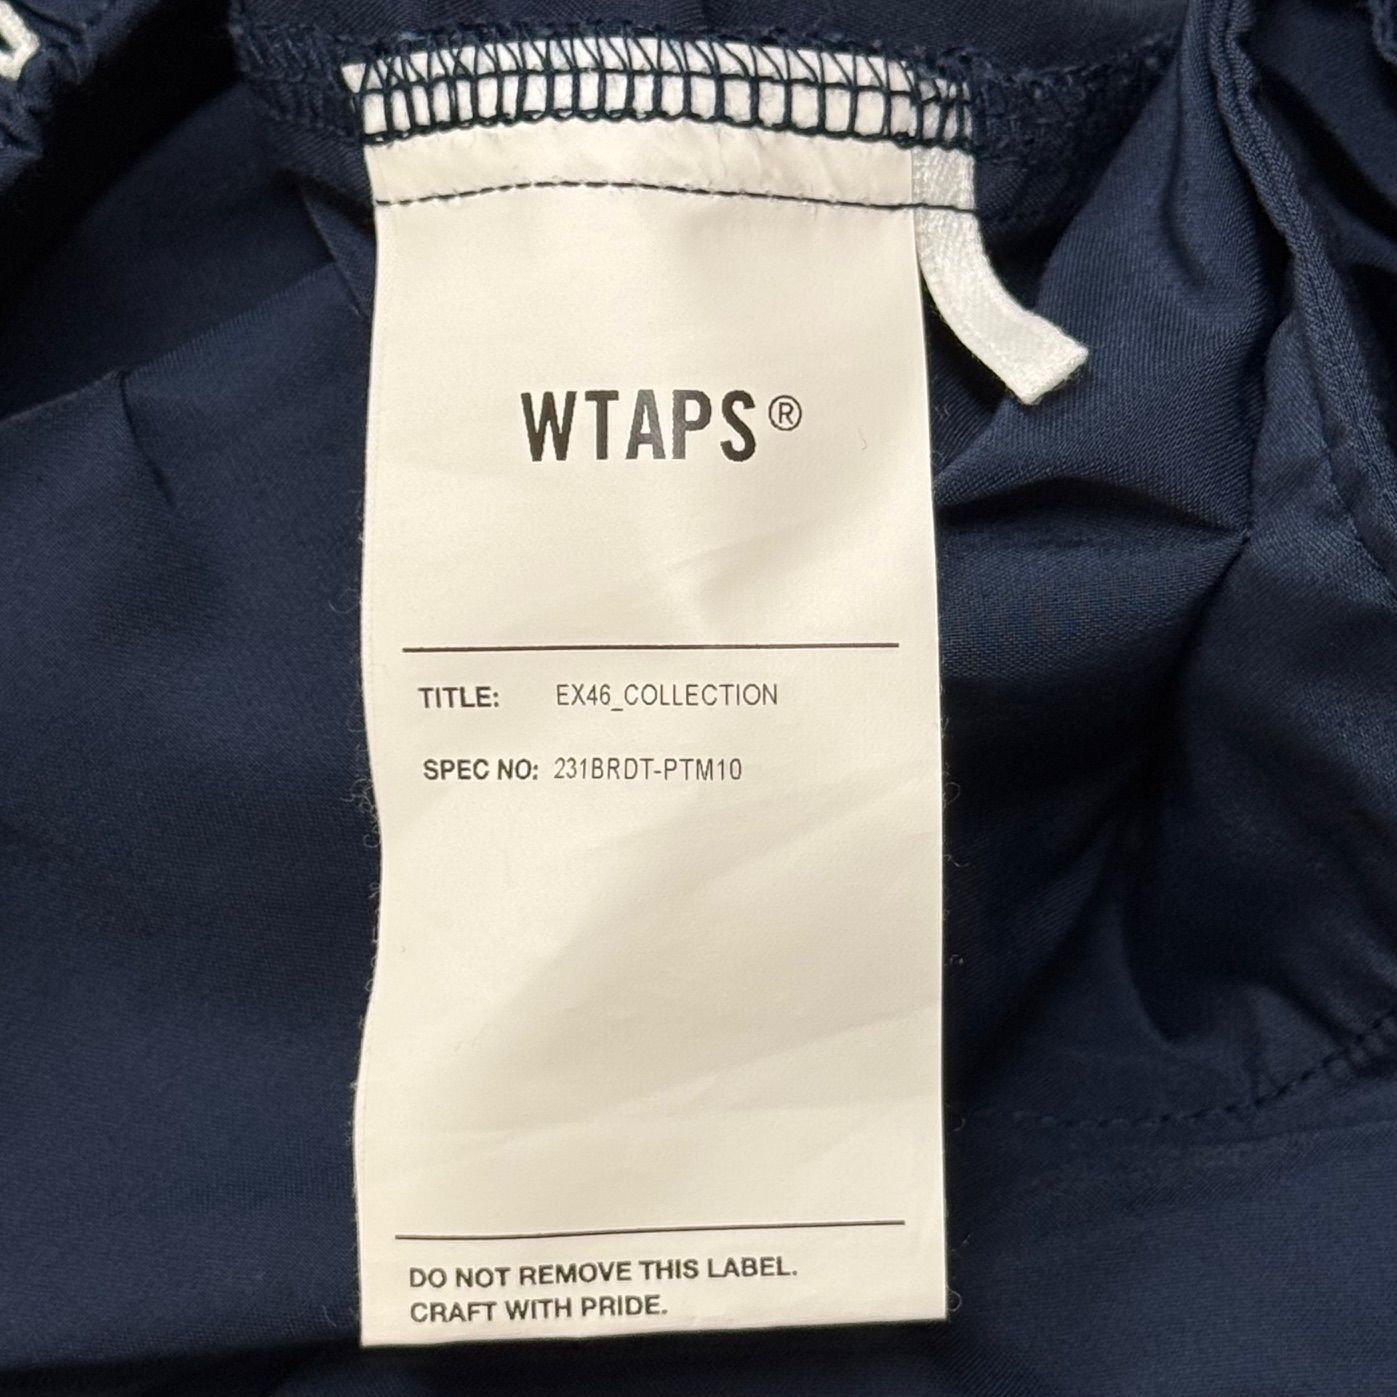 WTAPS®
TITLE: EX46_COLLECTION
SPEC NO: 231BRDT-PTM10
DO NOT REMOVE THIS LABEL.
CRAFT WITH PRIDE.